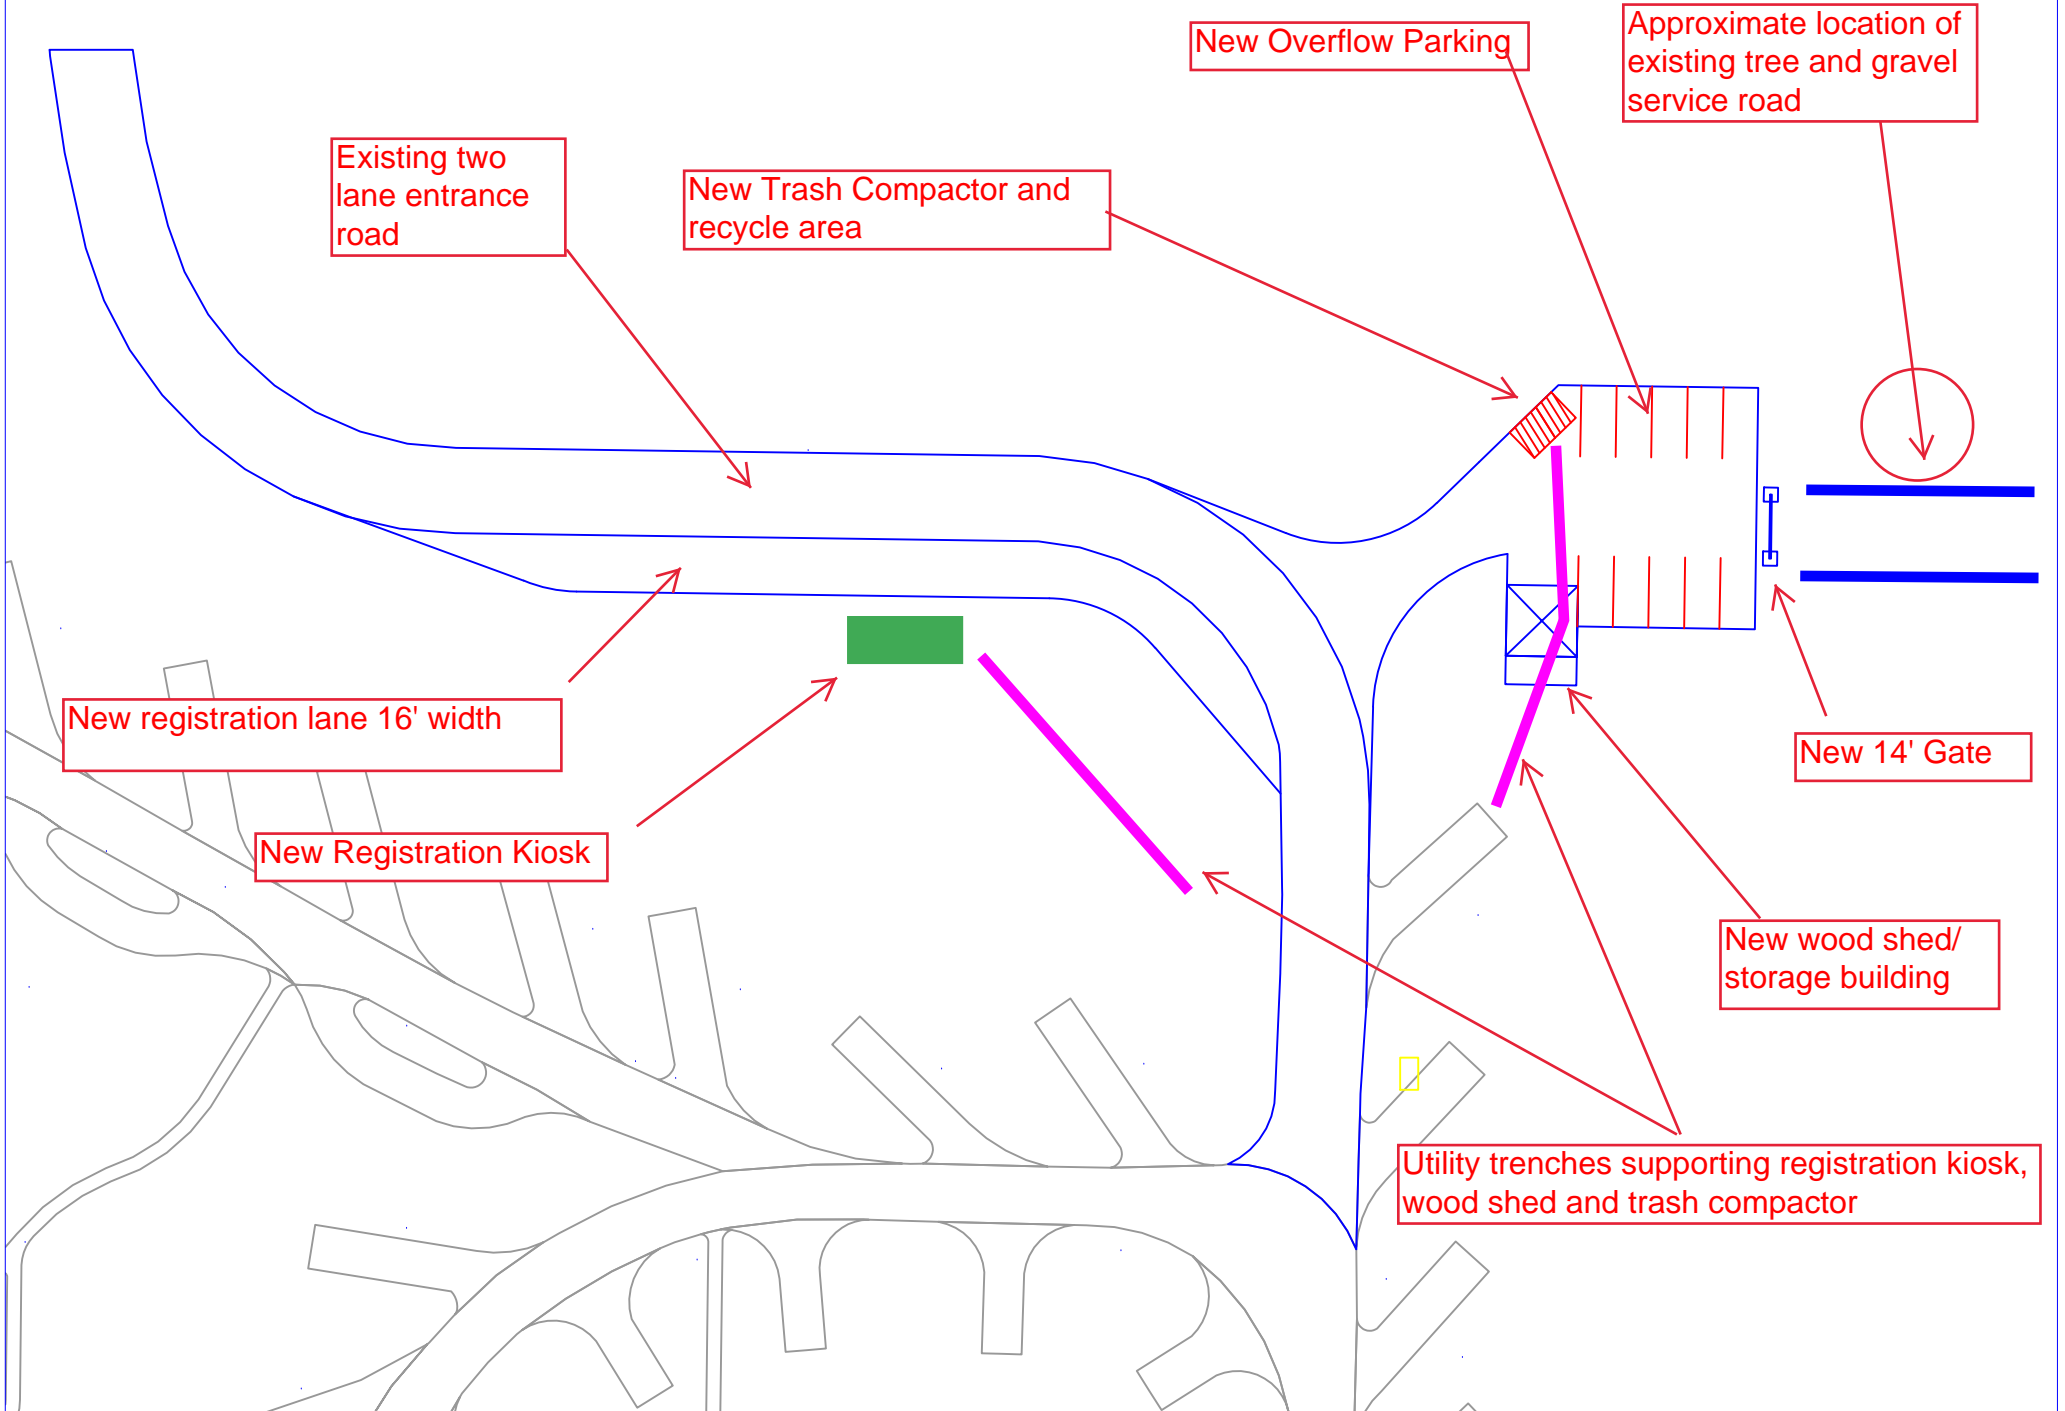 New Overflow Parking
Approximate location of
existing tree and gravel
service road
Existing two
lane entrance
road
New Trash Compactor and
recycle area
New registration lane 16' width
New 14' Gate
New Registration Kiosk
New wood shed/
storage building
Utility trenches supporting registration kiosk,
wood shed and trash compactor